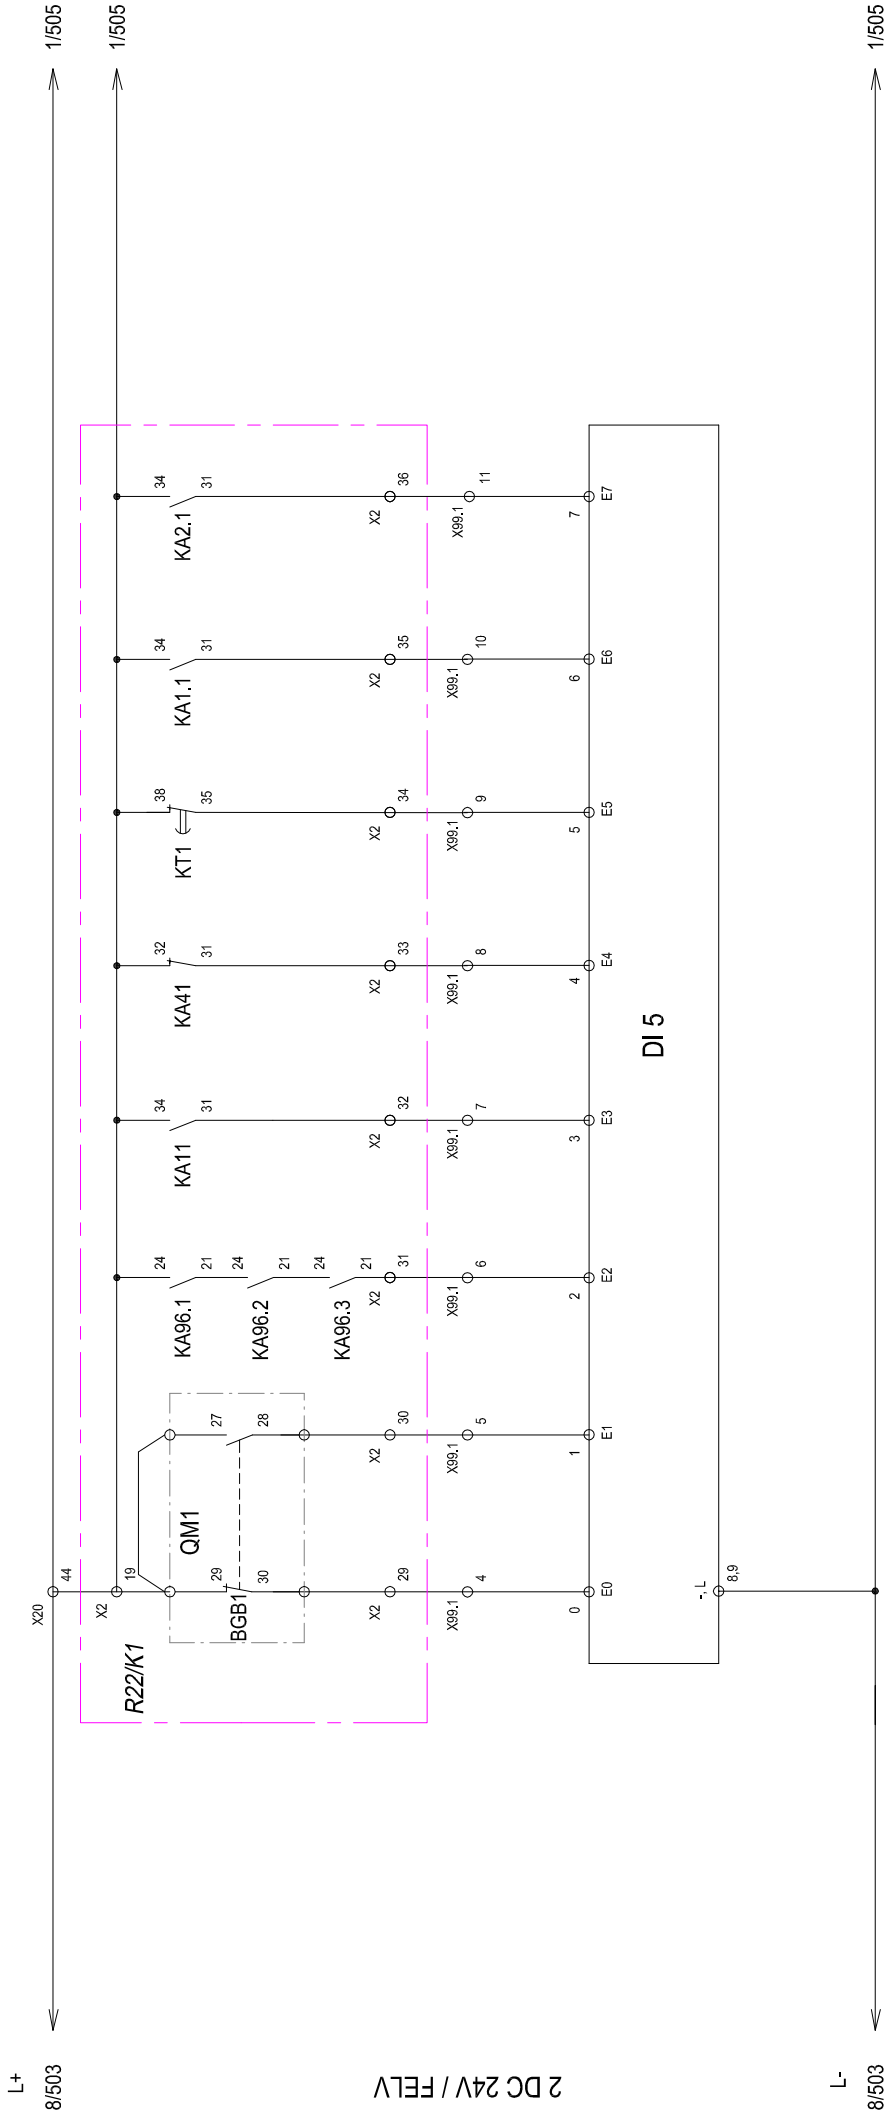 L+
8/503
1/505
1/505
X20
44
X2
19
R22/K1
QM1
BGB1
29
30
27
28
KA96.1
24
21
KA96.2
24
21
KA96.3
24
21
KA11
34
31
KA41
32
31
KT1
38
35
KA1.1
34
31
KA2.1
34
31
X2
29
X2
30
X2
31
X2
32
X2
33
X2
34
X2
35
X2
36
X99.1
4
X99.1
5
X99.1
6
X99.1
7
X99.1
8
X99.1
9
X99.1
10
X99.1
11
0
1
2
3
4
5
6
7
E0
E1
E2
E3
E4
E5
E6
E7
DI 5
-, L
8,9
2 DC 24V / FELV
L-
8/503
1/505